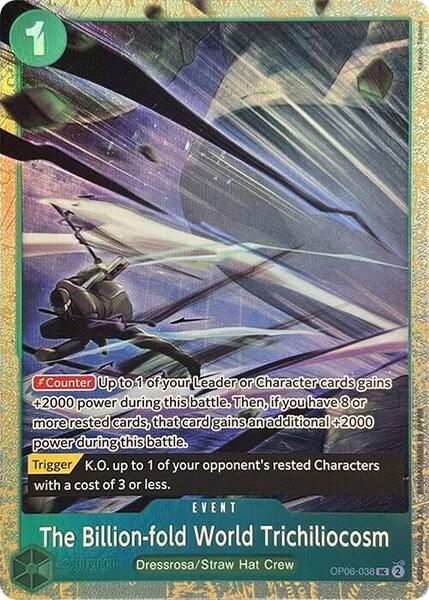 1
Counter Up to 1 of your Leader or Character cards gains
+2000 power during this battle. Then, if you have 8 or
more rested cards, that card gains an additional +2000
power during this battle.
Trigger K.O. up to 1 of your opponent's rested Characters
with a cost of 3 or less.
EVENT
The Billion-fold World Trichiliocosm
Dressrosa/Straw Hat Crew
OP06-038 UC 2